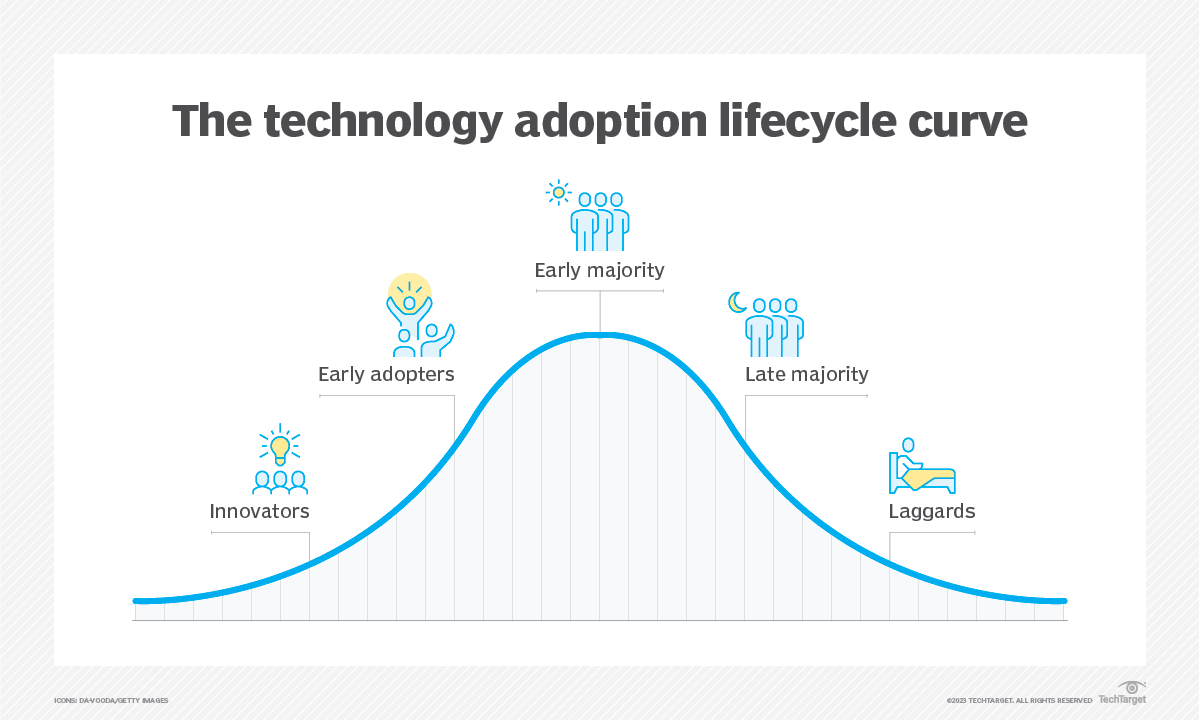 The technology adoption lifecycle curve
Early majority
Early adopters
Late majority
Innovators
Laggards
ICONS: DA-VOODA/GETTY IMAGES
©2023 TECHTARGET. ALL RIGHTS RESERVED
TechTarget